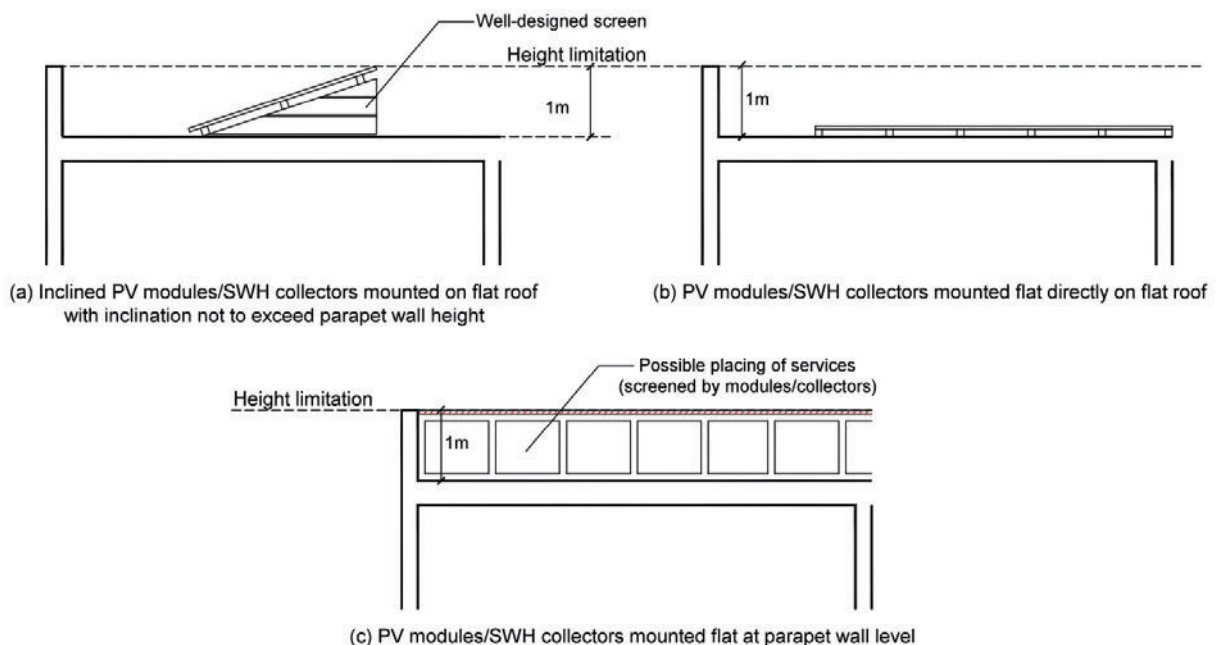 Well-designed screen
Height limitation
1m
1m
(a) Inclined PV modules/SWH collectors mounted on flat roof
with inclination not to exceed parapet wall height
(b) PV modules/SWH collectors mounted flat directly on flat roof
Possible placing of services
(screened by modules/collectors)
Height limitation
1m
(c) PV modules/SWH collectors mounted flat at parapet wall level